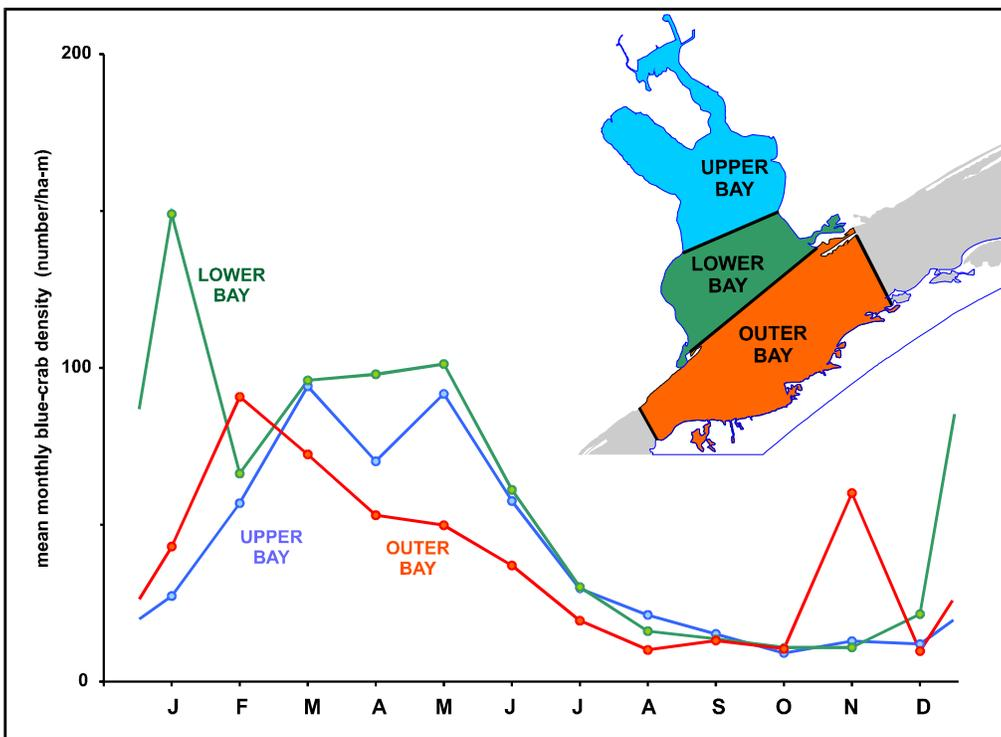 200
100
0
mean monthly blue-crab density (number/ha-m)
LOWER
BAY
UPPER
BAY
OUTER
BAY
UPPER
BAY
LOWER
BAY
OUTER
BAY
J F M A M J J A S O N D